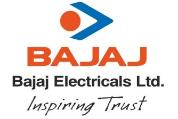 BAJAJ
Bajaj Electricals Ltd.
Inspiring Trust